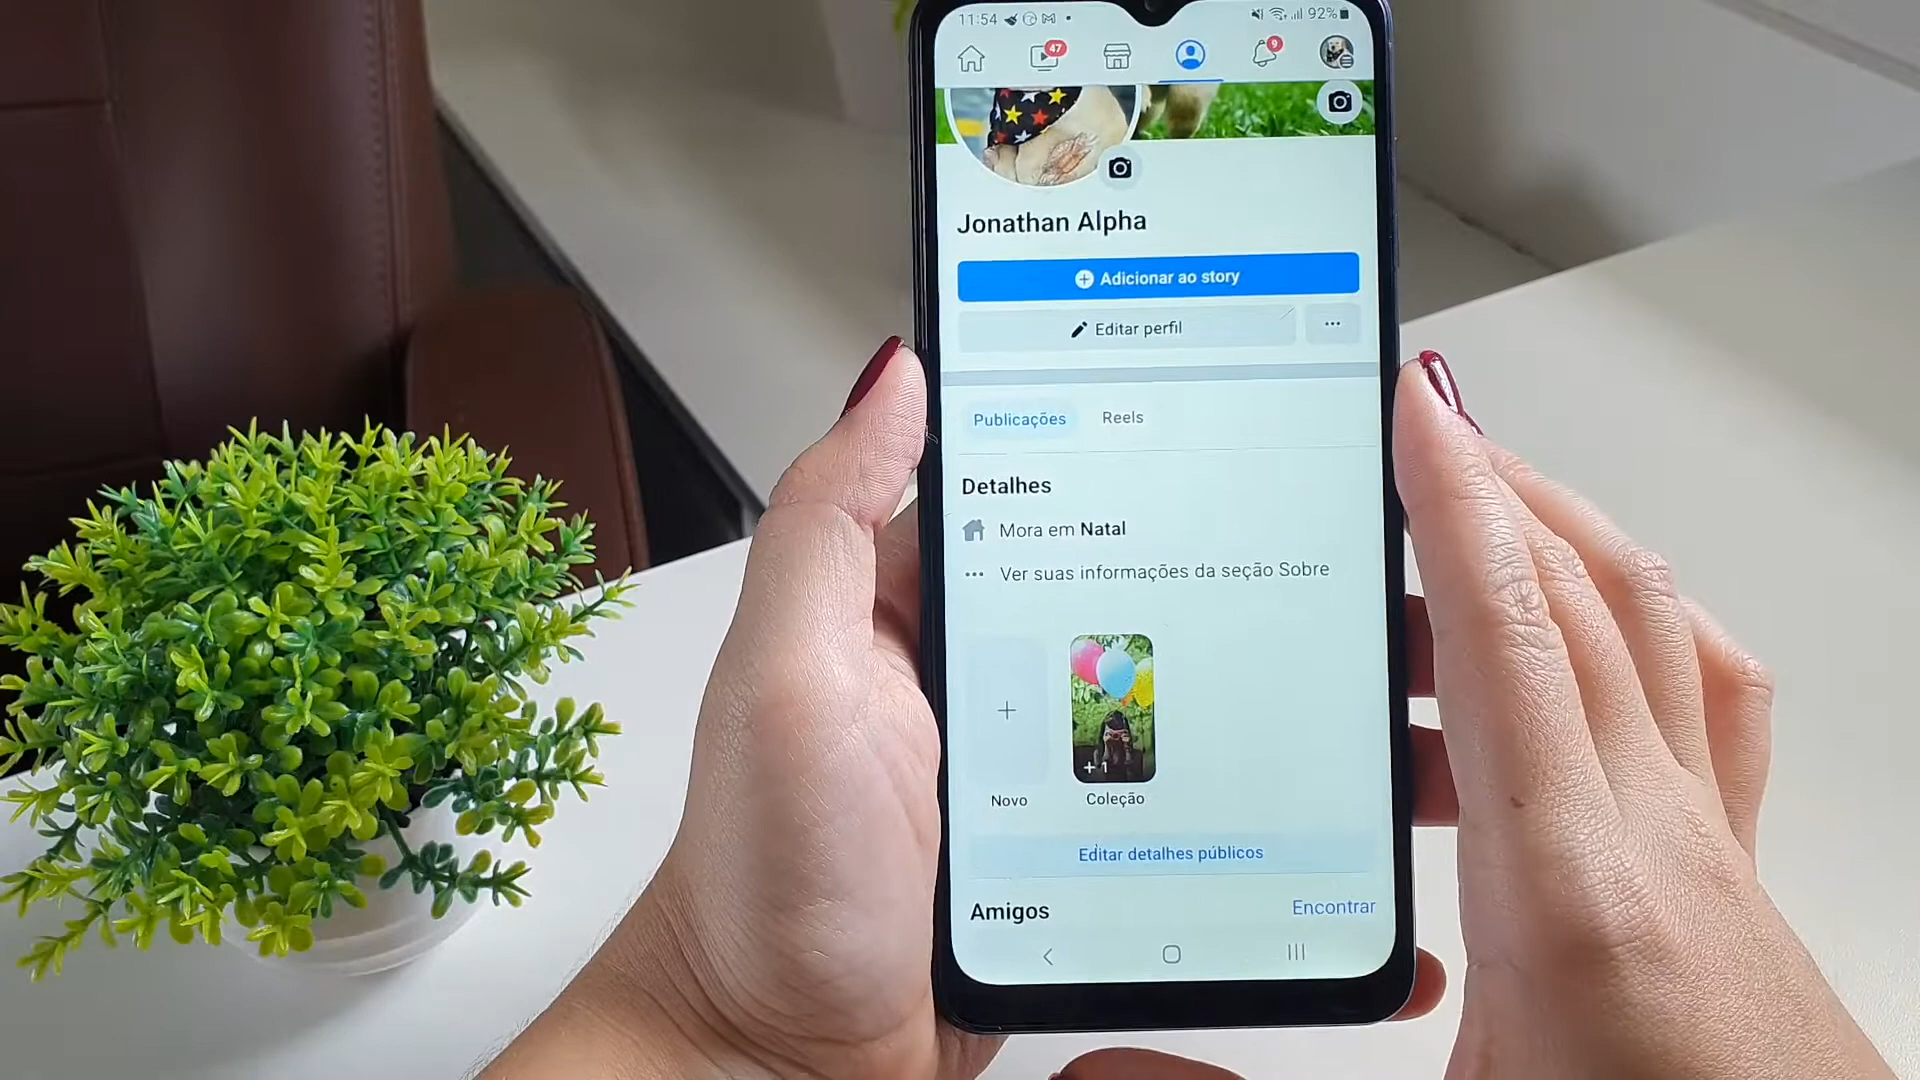 11:54
92%
47
9
Jonathan Alpha
Adicionar ao story
Editar perfil
Publicações Reels
Detalhes
Mora em Natal
Ver suas informações da seção Sobre
+ 1
Novo Coleção
Editar detalhes públicos
Amigos Encontrar